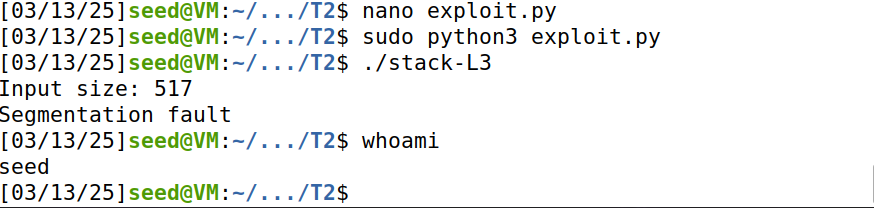 [03/13/25]seed@VM:~/.../T2$ nano exploit.py
[03/13/25]seed@VM:~/.../T2$ sudo python3 exploit.py
[03/13/25]seed@VM:~/.../T2$ ./stack-L3
Input size: 517
Segmentation fault
[03/13/25]seed@VM:~/.../T2$ whoami
seed
[03/13/25]seed@VM:~/.../T2$